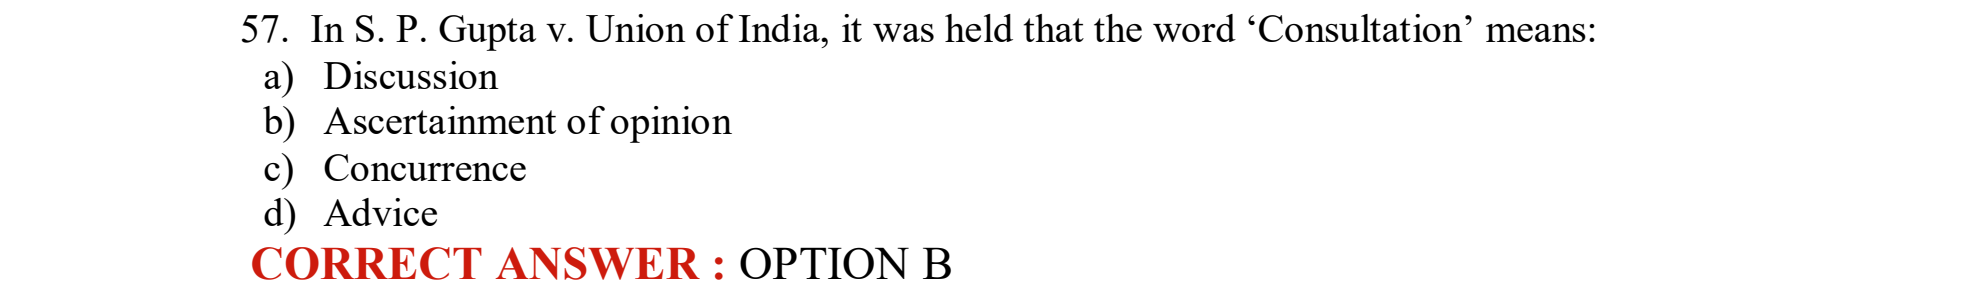 57. In S. P. Gupta v. Union of India, it was held that the word ‘Consultation’ means:
a) Discussion
b) Ascertainment of opinion
c) Concurrence
d) Advice
CORRECT ANSWER : OPTION B